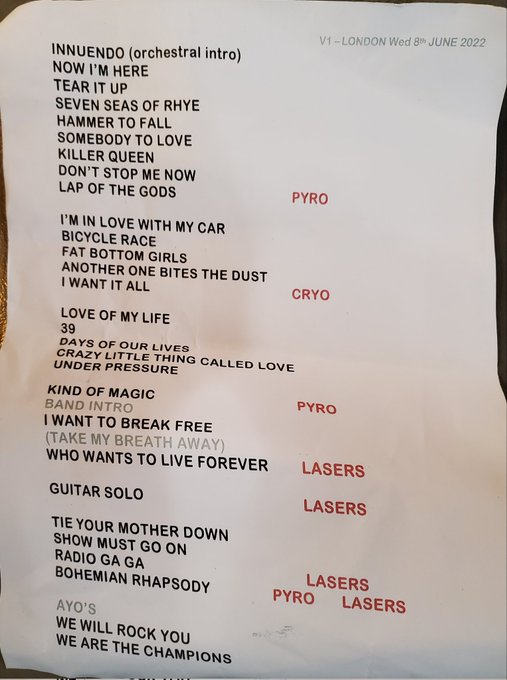 V1 – LONDON Wed 8th JUNE 2022
INNUENDO (orchestral intro)
NOW I'M HERE
TEAR IT UP
SEVEN SEAS OF RHYE
HAMMER TO FALL
SOMEBODY TO LOVE
KILLER QUEEN
DON'T STOP ME NOW
LAP OF THE GODS PYRO
I'M IN LOVE WITH MY CAR
BICYCLE RACE
FAT BOTTOM GIRLS
ANOTHER ONE BITES THE DUST
I WANT IT ALL CRYO
LOVE OF MY LIFE
39
DAYS OF OUR LIVES
CRAZY LITTLE THING CALLED LOVE
UNDER PRESSURE
KIND OF MAGIC PYRO
BAND INTRO
I WANT TO BREAK FREE
(TAKE MY BREATH AWAY)
WHO WANTS TO LIVE FOREVER LASERS
GUITAR SOLO LASERS
TIE YOUR MOTHER DOWN
SHOW MUST GO ON
RADIO GA GA LASERS
BOHEMIAN RHAPSODY PYRO LASERS
AYO'S
WE WILL ROCK YOU
WE ARE THE CHAMPIONS